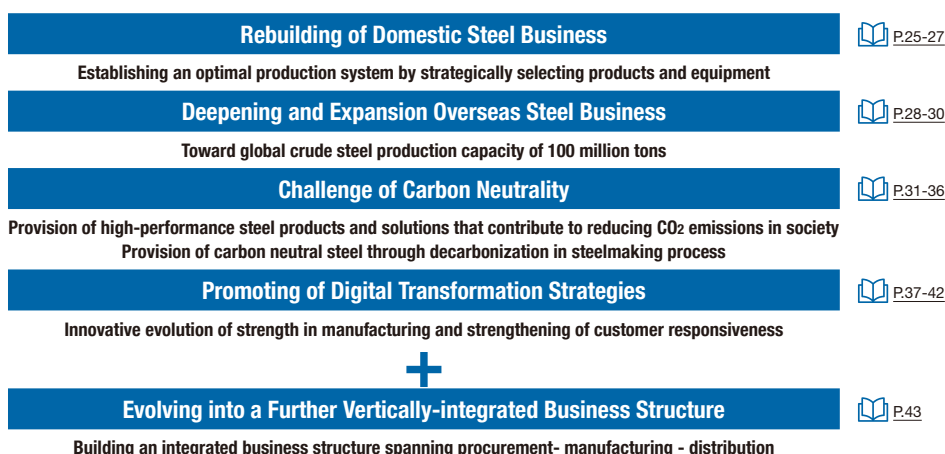 Rebuilding of Domestic Steel Business
P.25-27
Establishing an optimal production system by strategically selecting products and equipment
Deepening and Expansion Overseas Steel Business
P.28-30
Toward global crude steel production capacity of 100 million tons
Challenge of Carbon Neutrality
P.31-36
Provision of high-performance steel products and solutions that contribute to reducing CO2 emissions in society
Provision of carbon neutral steel through decarbonization in steelmaking process
Promoting of Digital Transformation Strategies
P.37-42
Innovative evolution of strength in manufacturing and strengthening of customer responsiveness
+
Evolving into a Further Vertically-integrated Business Structure
P.43
Building an integrated business structure spanning procurement- manufacturing - distribution